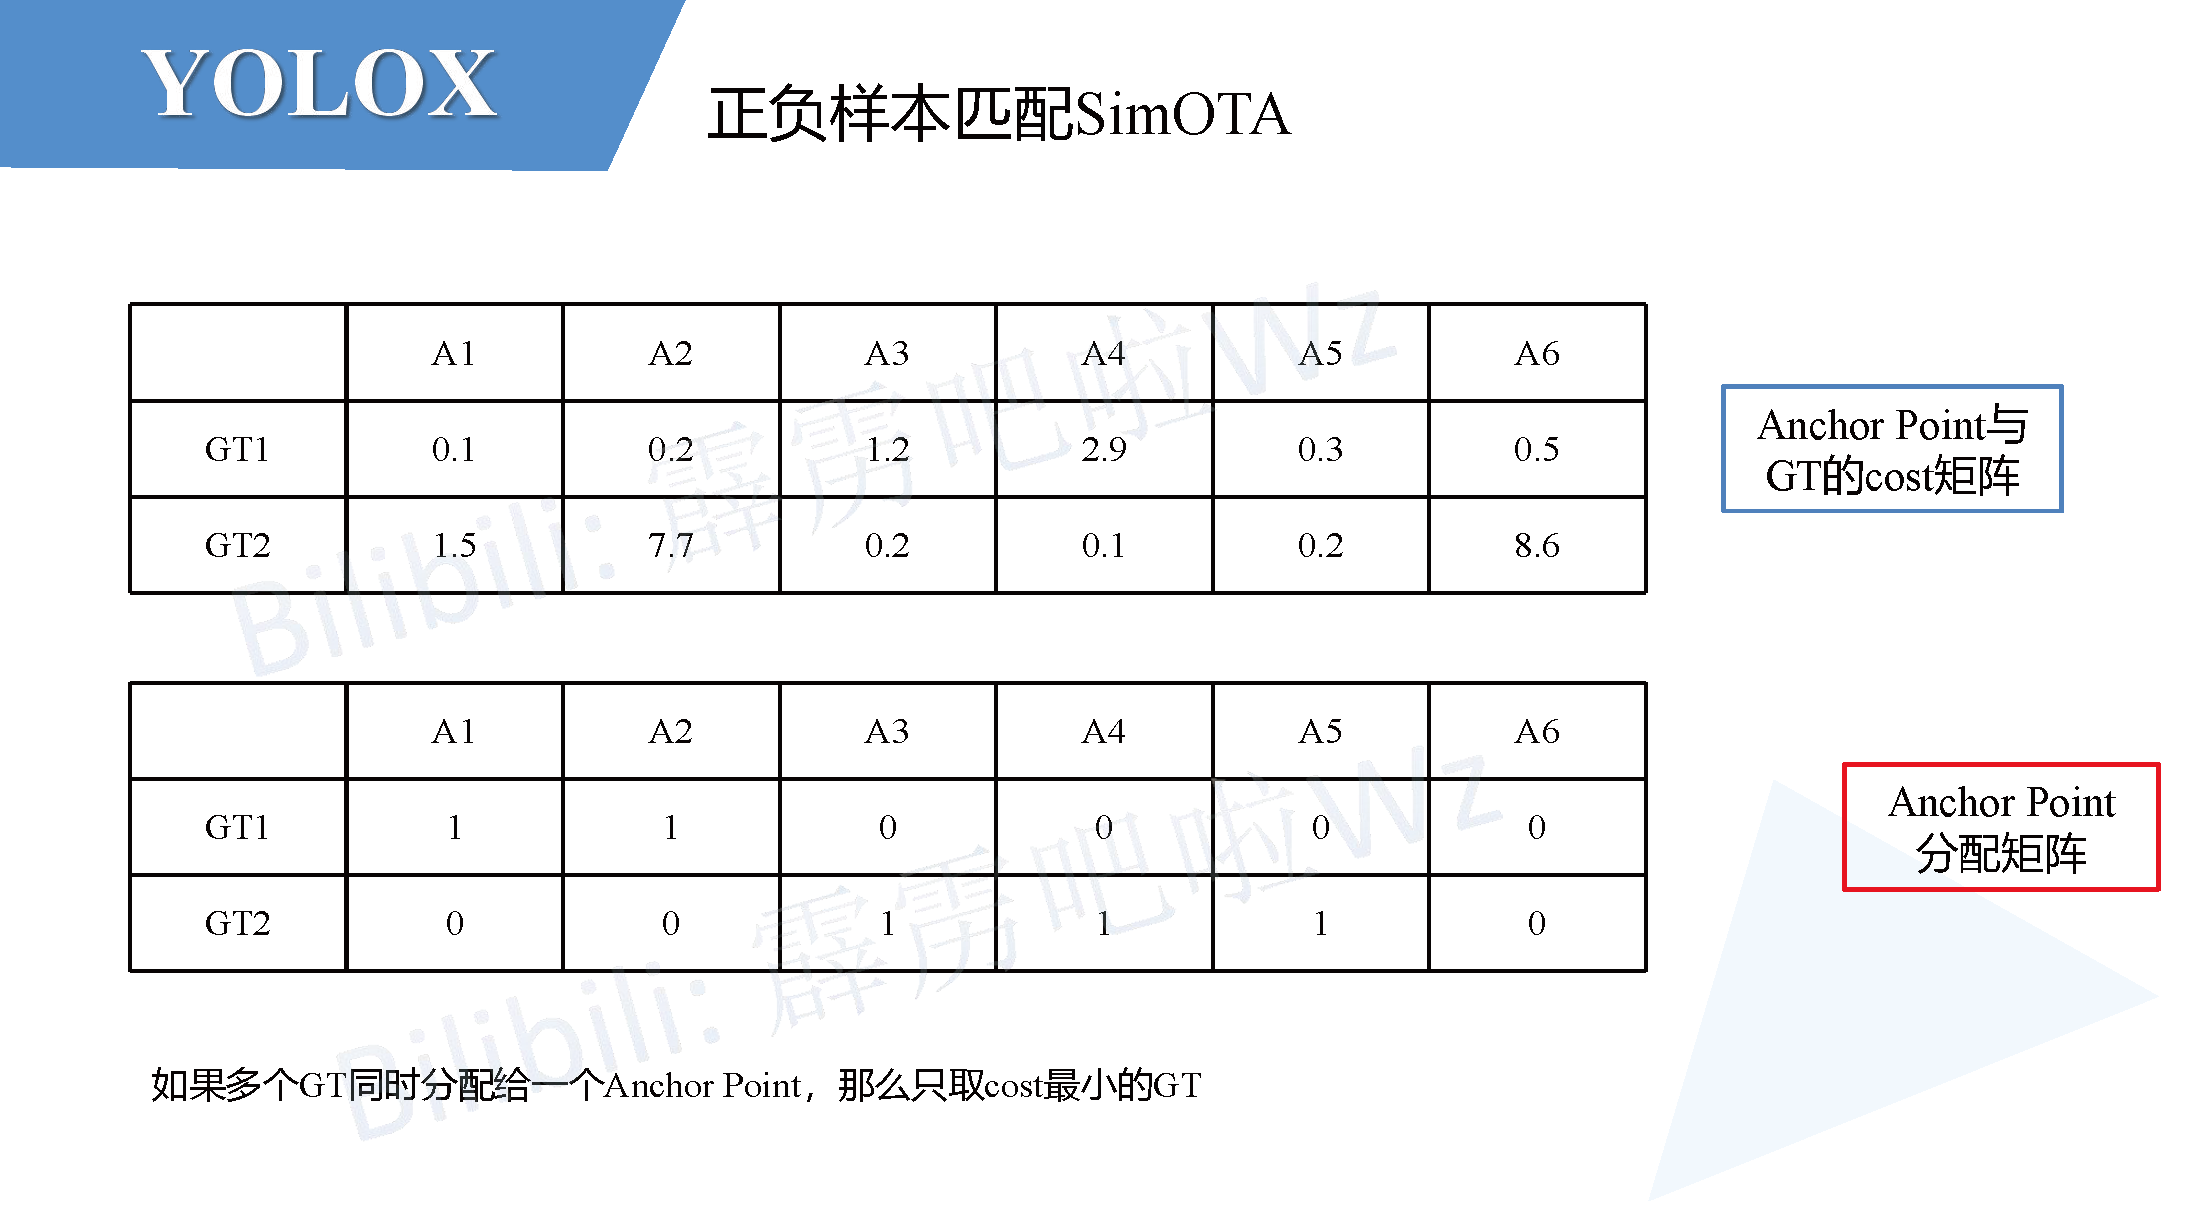 YOLOX
正负样本匹配SimOTA
A1 A2 A3 A4 A5 A6
GT1 0.1 0.2 1.2 2.9 0.3 0.5
GT2 1.5 7.7 0.2 0.1 0.2 8.6
Anchor Point与
GT的cost矩阵
A1 A2 A3 A4 A5 A6
GT1 1 1 0 0 0 0
GT2 0 0 1 1 1 0
Anchor Point
分配矩阵
如果多个GT同时分配给一个Anchor Point，那么只取cost最小的GT
Bilibili: 霹雳吧啦Wz
Bilibili: 霹雳吧啦Wz